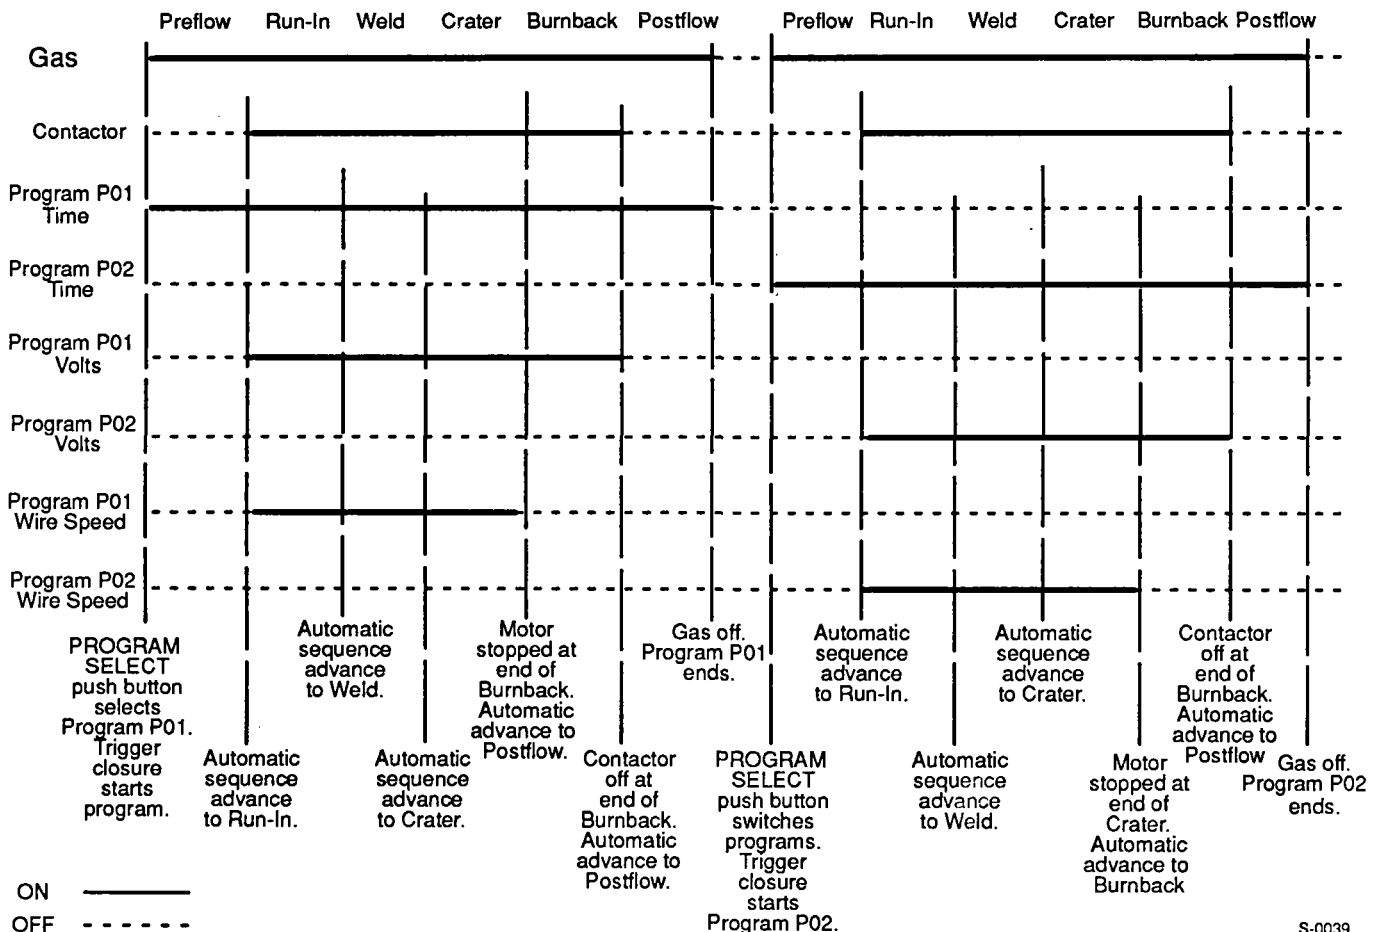 Preflow Run-In Weld Crater Burnback Postflow Preflow Run-In Weld Crater Burnback Postflow
Gas
Contactor
Program P01
Time
Program P02
Time
Program P01
Volts
Program P02
Volts
Program P01
Wire Speed
Program P02
Wire Speed
PROGRAM
SELECT
push button
selects
Program P01.
Trigger
closure
starts
program.
Automatic
sequence
advance
to Run-In.
Automatic
sequence
advance
to Weld.
Automatic
sequence
advance
to Crater.
Motor
stopped at
end of
Burnback.
Automatic
advance to
Postflow.
Contactor
off at
end of
Burnback.
Automatic
advance to
Postflow.
Gas off.
Program P01
ends.
PROGRAM
SELECT
push button
switches
programs.
Trigger
closure
starts
Program P02.
Automatic
sequence
advance
to Run-In.
Automatic
sequence
advance
to Weld.
Automatic
sequence
advance
to Crater.
Motor
stopped at
end of
Crater.
Automatic
advance to
Burnback
Contactor
off at
end of
Burnback.
Automatic
advance to
Postflow
Gas off.
Program P02
ends.
ON
OFF
S-0039